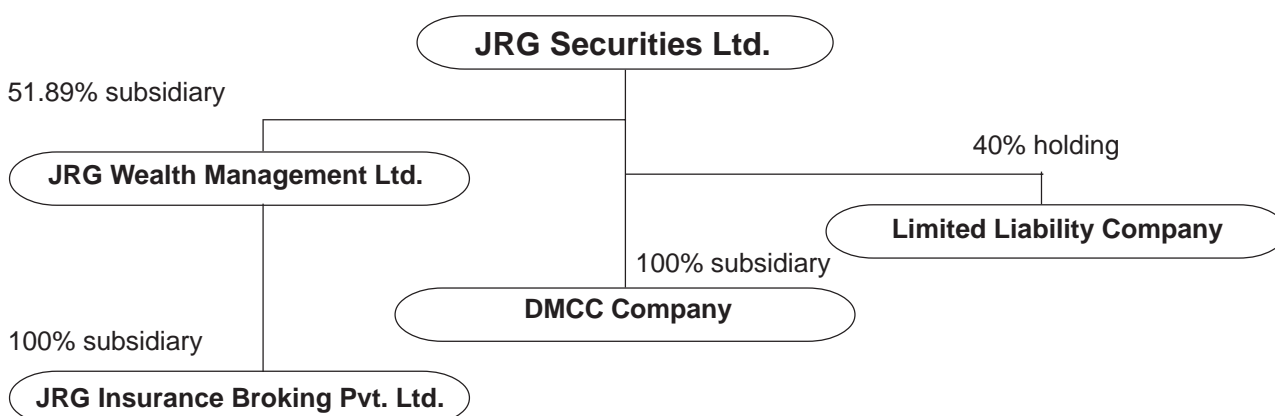 JRG Securities Ltd.
51.89% subsidiary
40% holding
JRG Wealth Management Ltd.
Limited Liability Company
100% subsidiary
DMCC Company
100% subsidiary
JRG Insurance Broking Pvt. Ltd.